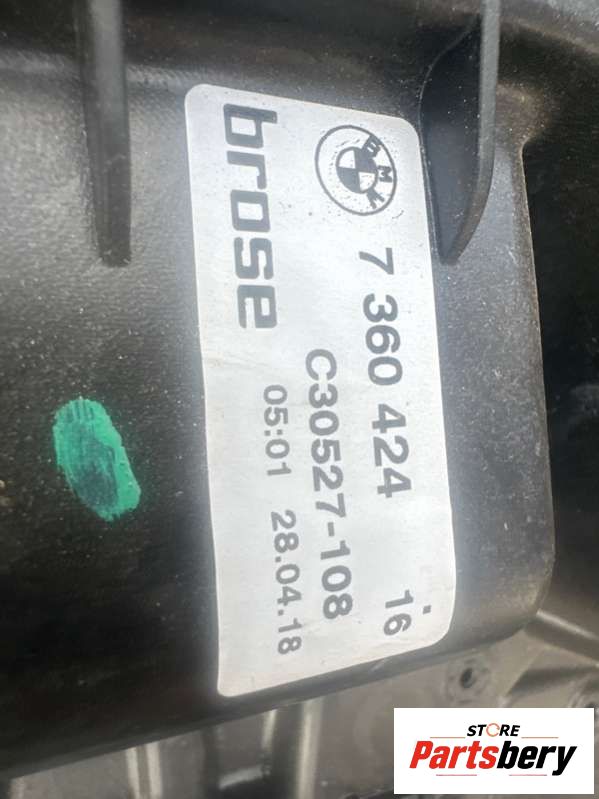 brose
BMW
7 360 424 16
C30527-108
05:01 28.04.18
STORE
Partsbery